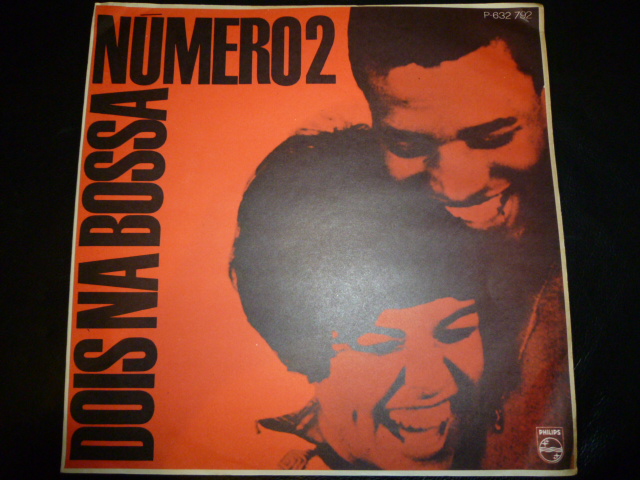 P-632 792
NÚMERO 2
DOIS NA BOSSA
PHILIPS